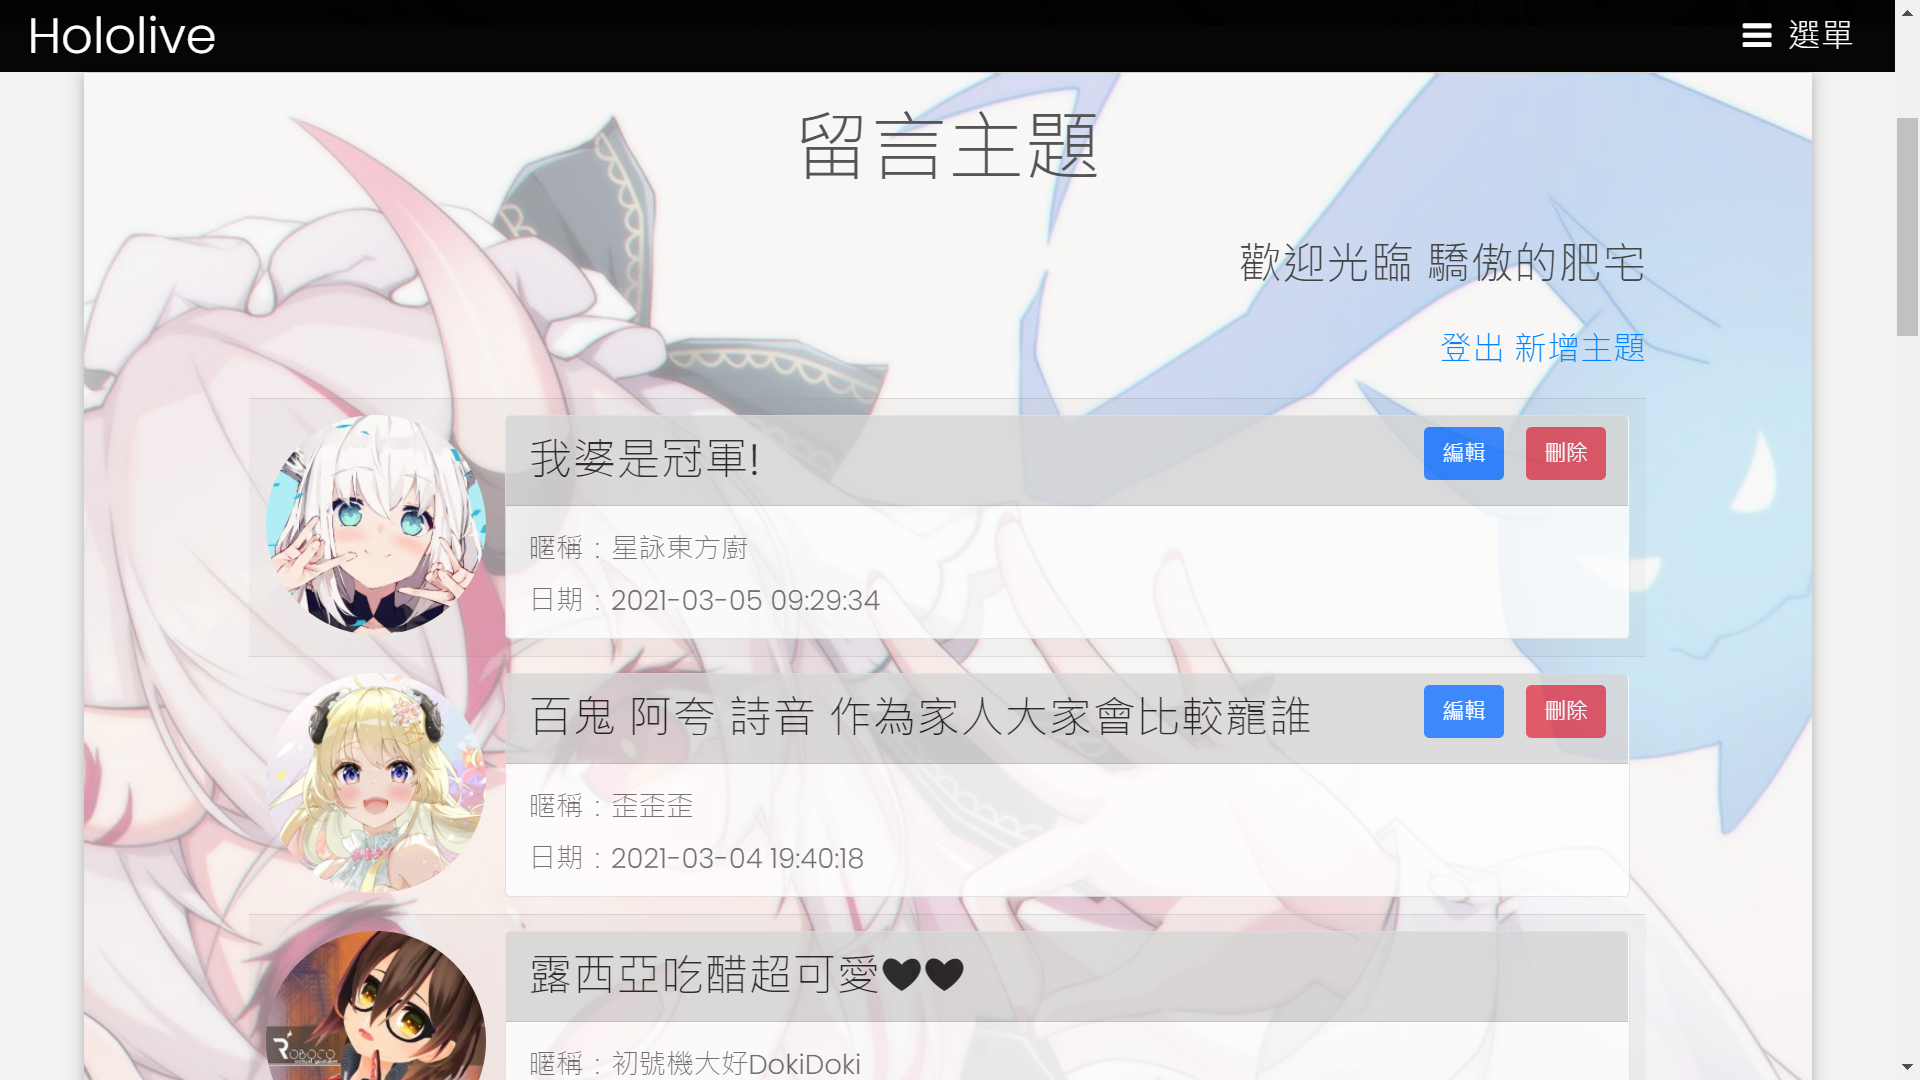 Hololive
選單
留言主題
歡迎光臨 驕傲的肥宅
登出 新增主題
我婆是冠軍!
編輯 刪除
暱稱：星詠東方廚
日期：2021-03-05 09:29:34
百鬼 阿夸 詩音 作為家人大家會比較寵誰
編輯 刪除
暱稱：歪歪歪
日期：2021-03-04 19:40:18
露西亞吃醋超可愛🖤🖤
ROBOCO
暱稱：初號機大好DokiDoki